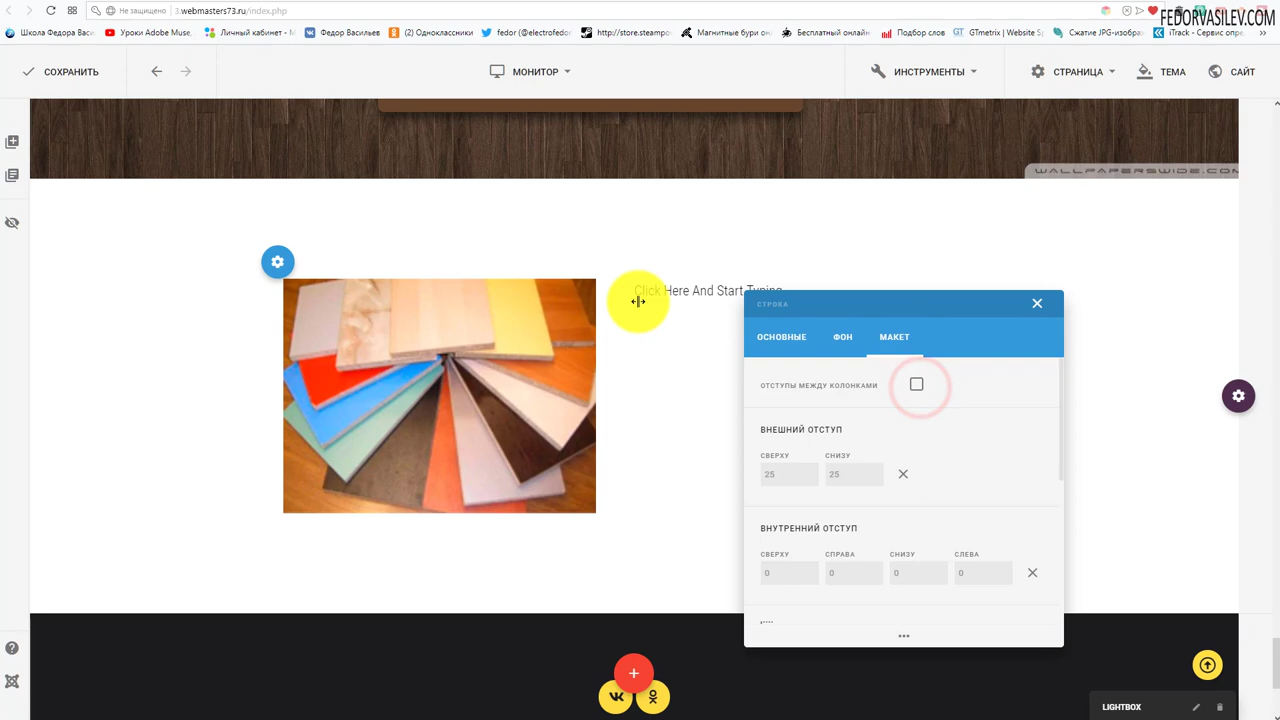 Не защищено
3.webmasters73.ru/index.php
FEDORVASILEV.COM
Школа Федора Васи
Уроки Adobe Muse,
Личный кабинет - М
Федор Васильев
(2) Одноклассники
fedor (@electrofedor
http://store.steampo
Магнитные бури он
Бесплатный онлайн
Подбор слов
GTmetrix | Website Sp
Сжатие JPG-изображ
iTrack - Сервис опре
СОХРАНИТЬ
МОНИТОР
ИНСТРУМЕНТЫ
СТРАНИЦА
ТЕМА
САЙТ
WALLPAPERSWIDE.COM
Click Here And Start Typing
СТРОКА
ОСНОВНЫЕ
ФОН
МАКЕТ
ОТСТУПЫ МЕЖДУ КОЛОНКАМИ
ВНЕШНИЙ ОТСТУП
СВЕРХУ
СНИЗУ
25
25
ВНУТРЕННИЙ ОТСТУП
СВЕРХУ
СПРАВА
СНИЗУ
СЛЕВА
0
0
0
0
LIGHTBOX